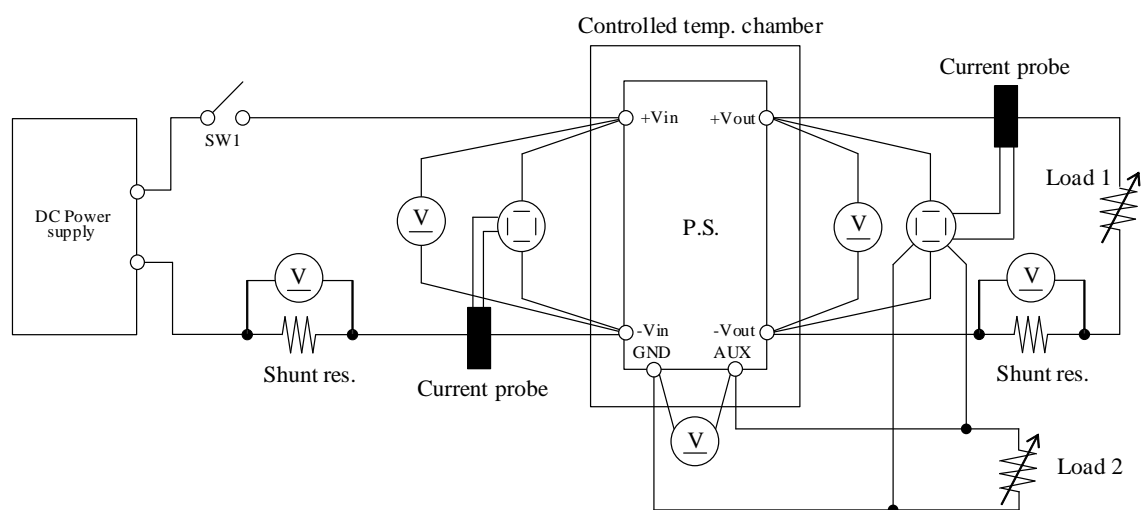 Controlled temp. chamber
Current probe
+Vin
+Vout
SW1
Load 1
DC Power
supply
V
V
P.S.
V
V
-Vin
-Vout
GND
AUX
Shunt res.
Current probe
Shunt res.
V
Load 2